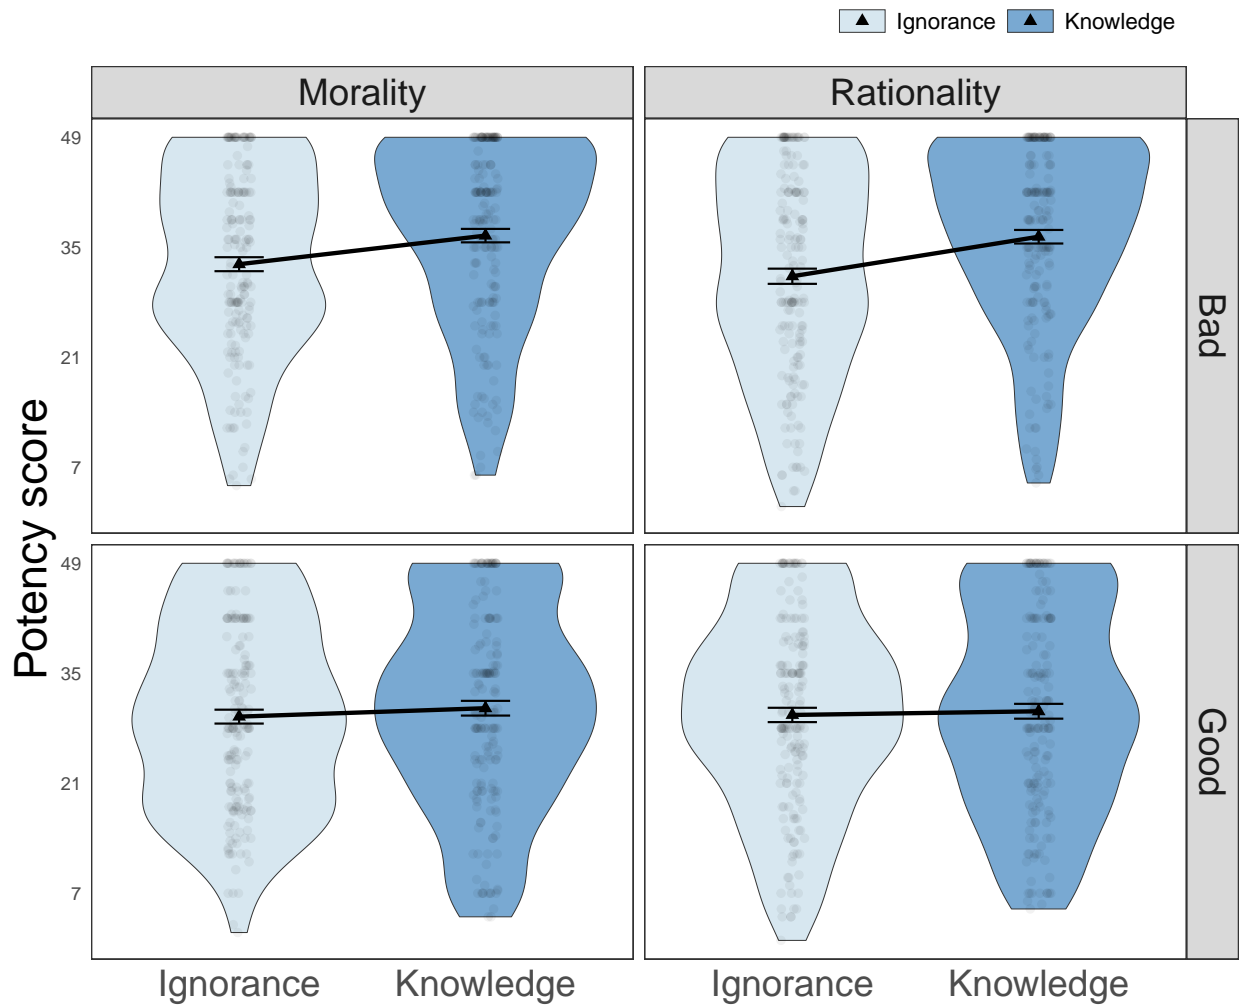 Ignorance Knowledge
Morality Rationality
49
35
21
7
Bad
Potency score
49
35
21
7
Good
Ignorance Knowledge Ignorance Knowledge